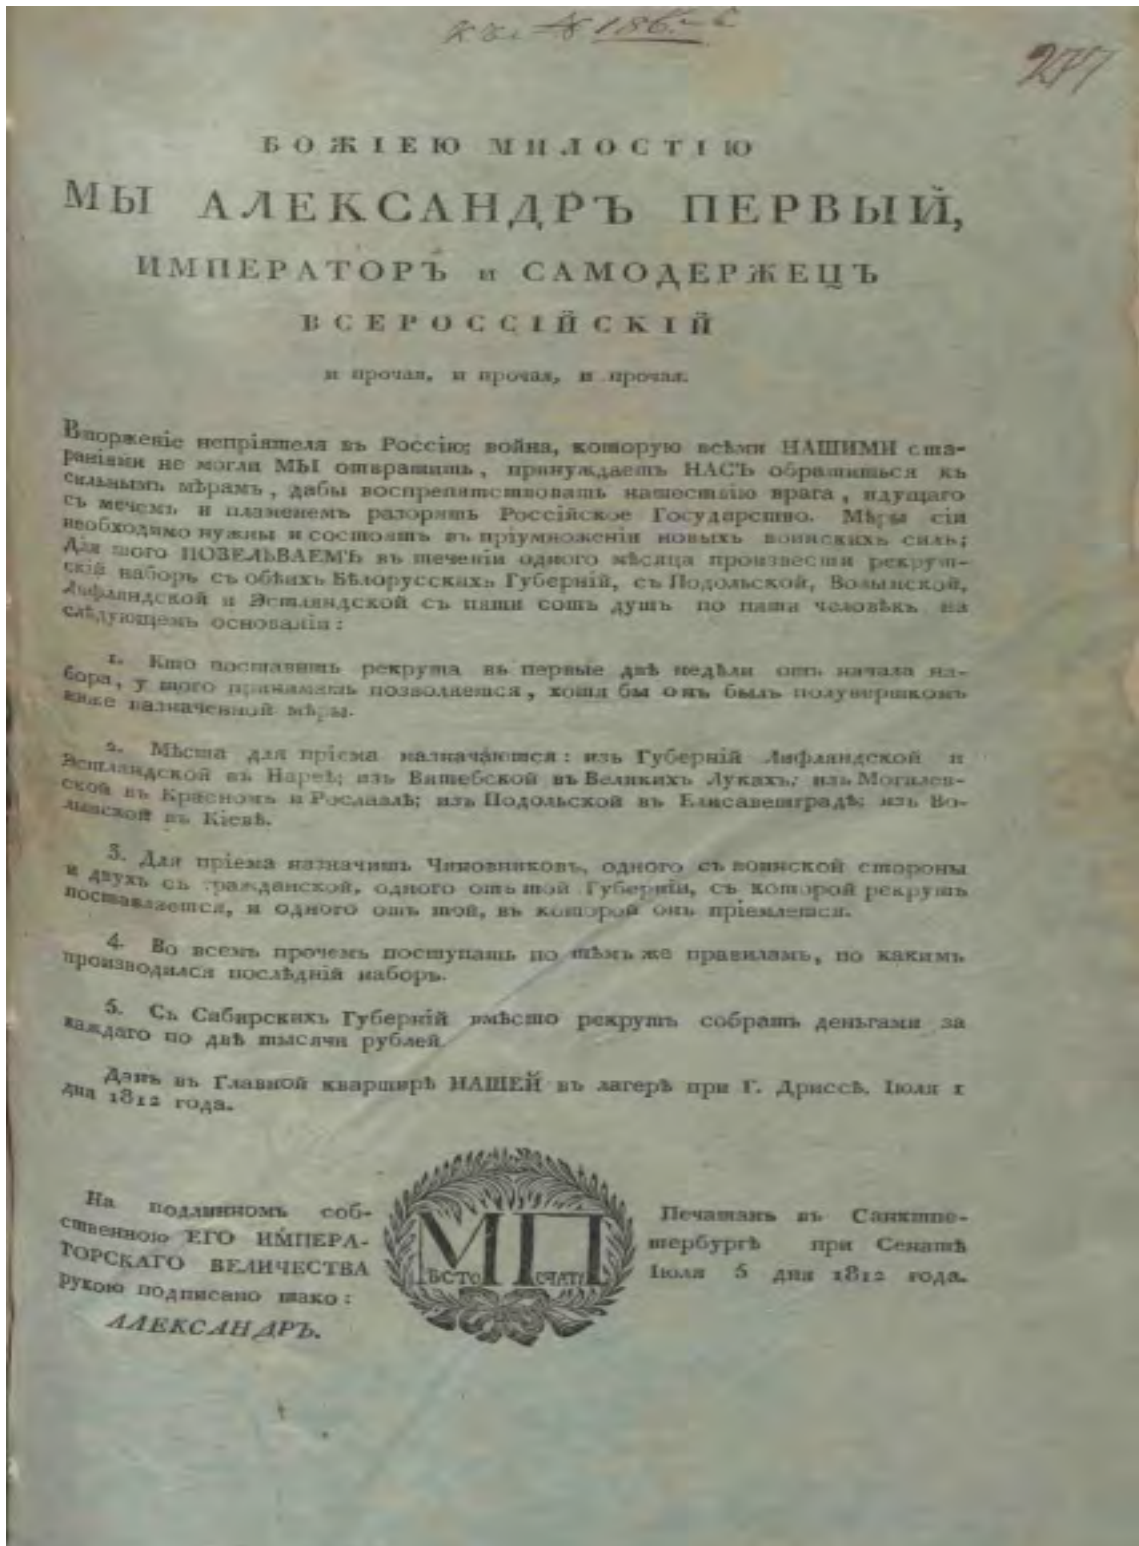 186
БОЖІЕЮ МИЛОСТІЮ
МЫ АЛЕКСАНДРЪ ПЕРВЫЙ,
ИМПЕРАТОРЪ и САМОДЕРЖЕЦЪ
ВСЕРОССІЙСКІЙ
и прочая, и прочая, и прочая.
Вторженіе непріятеля въ Россію; война, которую всѣми НАШИМИ ста-
раніями не могли МЫ отвратить, принуждаетъ НАСЪ обратиться къ
сильнымъ мѣрамъ, дабы воспрепятствовать нашествію врага, идущаго
съ мечемъ и пламенемъ разорять Россійское Государство. Мѣры сіи
необходимо нужны и состоятъ въ пріумноженіи новыхъ воинскихъ силъ;
Для того ПОВЕЛѢВАЕМЪ въ теченіи одного мѣсяца произвести рекрут-
скій наборъ съ обѣихъ Бѣлорусскихъ Губерній, съ Подольской, Волынской,
Лифляндской и Эстляндской съ пяти сотъ душъ по пяти человѣкъ на
слѣдующемъ основаніи:
1. Кто поставитъ рекрута въ первые двѣ недѣли отъ начала на-
бора, у того принимать позволяется, хотя бы онъ былъ полувершкомъ
ниже назначенной мѣры.
2. Мѣста для пріема назначаются: изъ Губерній Лифляндской и
Эстляндской въ Нарвѣ; изъ Витебской въ Великихъ Лукахъ; изъ Могилев-
ской въ Красномъ и Рославлѣ; изъ Подольской въ Елисаветградѣ; изъ Во-
лынской въ Кіевѣ.
3. Для пріема назначить Чиновниковъ, одного съ воинской стороны
и двухъ съ гражданской, одного отъ той Губерніи, съ которой рекрутъ
поставляется, и одного отъ той, въ которой онъ пріемлется.
4. Во всемъ прочемъ поступать по тѣмъ же правиламъ, по какимъ
производился послѣдній наборъ.
5. Съ Сибирскихъ Губерній вмѣсто рекрутъ собрать деньгами за
каждаго по двѣ тысячи рублей.
Данъ въ Главной квартирѣ НАШЕЙ въ лагерѣ при Г. Дриссѣ. Іюля 1
дня 1812 года.
На подлинномъ соб-
ственною ЕГО ИМПЕРА-
ТОРСКАГО ВЕЛИЧЕСТВА
рукою подписано тако:
АЛЕКСАНДРЪ.
МП
ѢСТО ЕЧАТИ
Печатанъ въ Санктпе-
тербургѣ при Сенатѣ
Іюля 5 дня 1812 года.